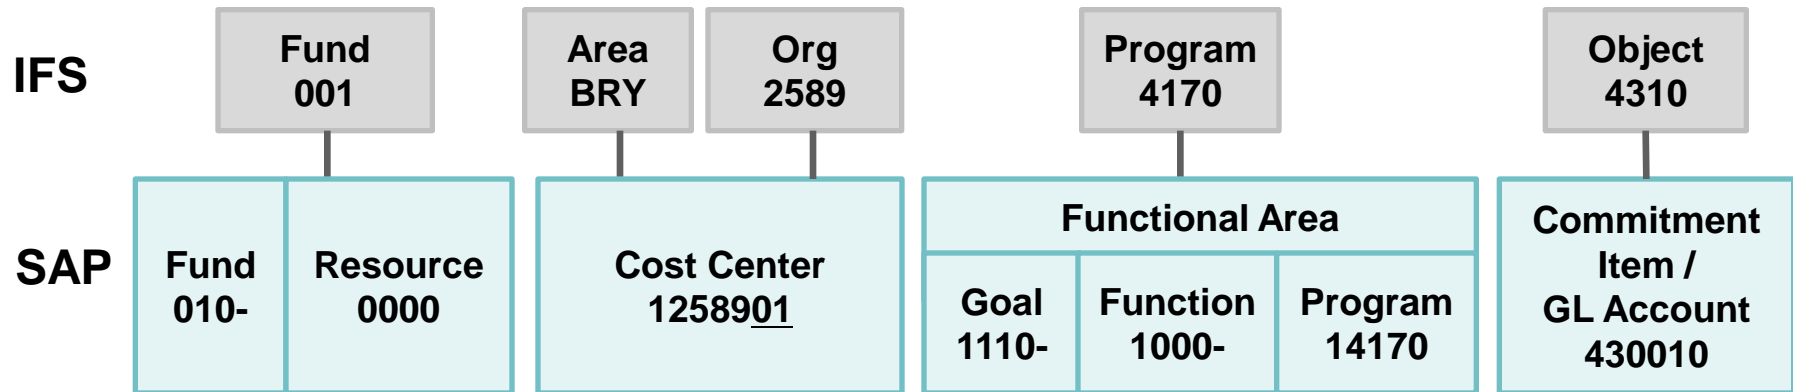 IFS
Fund
001
Area
BRY
Org
2589
Program
4170
Object
4310
SAP
Fund
010-
Resource
0000
Cost Center
1258901
Functional Area
Goal
1110-
Function
1000-
Program
14170
Commitment
Item /
GL Account
430010